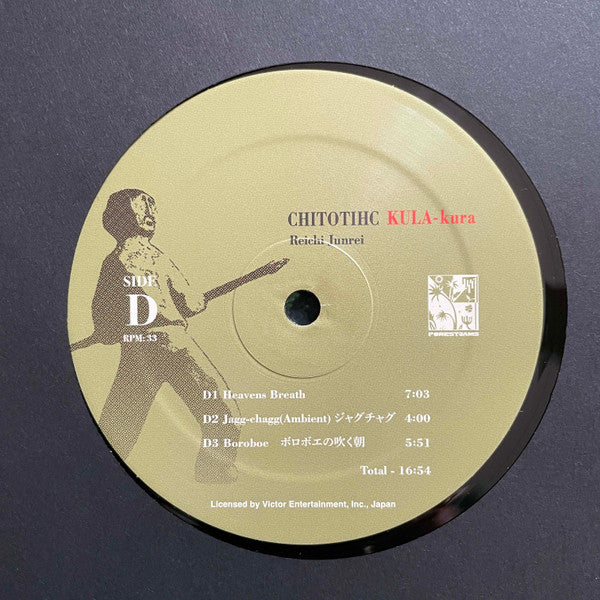 CHITOTIHC KULA-kura
Reichi Junrei
SIDE
D
RPM: 33
FORESTGANG
D1 Heavens Breath 7:03
D2 Jagg-chagg(Ambient) ジャグチャグ 4:00
D3 Boroboe ボロボエの吹く朝 5:51
Total - 16:54
Licensed by Victor Entertainment, Inc., Japan